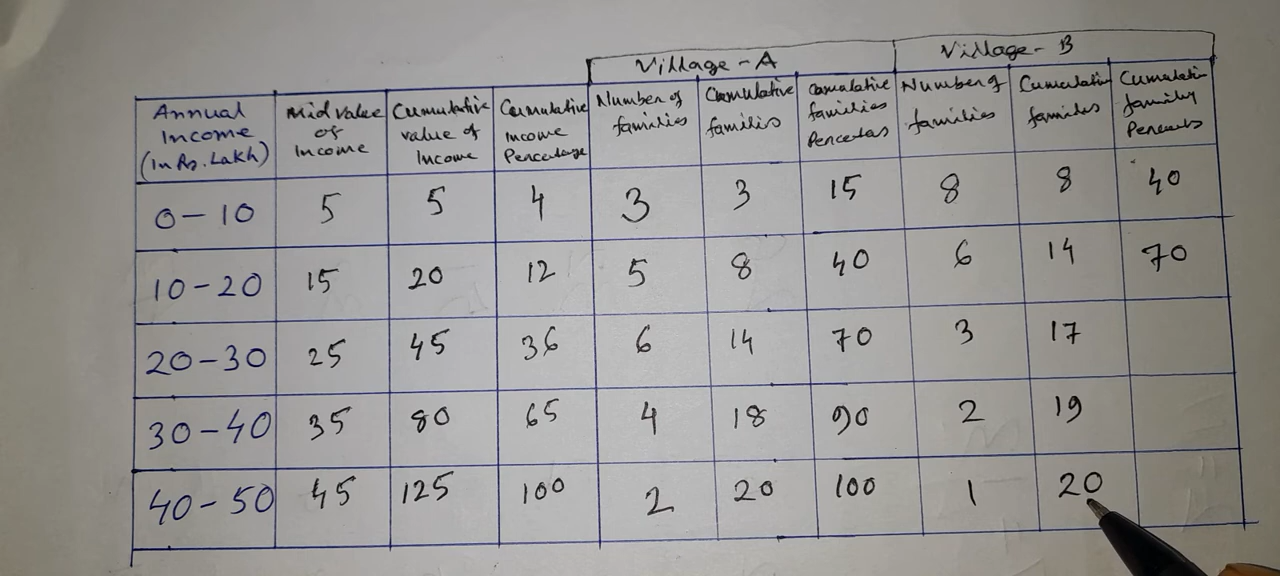 Village - A Village - B
Annual Income (In Rs. Lakh) Mid value of Income Cumulative value of Income Cumulative Income Percentage Number of families Cumulative familis Cumulative families Percentas Number of families Cumulative families Cumulative family
0-10 5 5 4 3 3 15 8 8 40
10-20 15 20 12 5 8 40 6 14 70
20-30 25 45 36 6 14 70 3 17
30-40 35 80 65 4 18 90 2 19
40-50 45 125 100 2 20 100 1 20